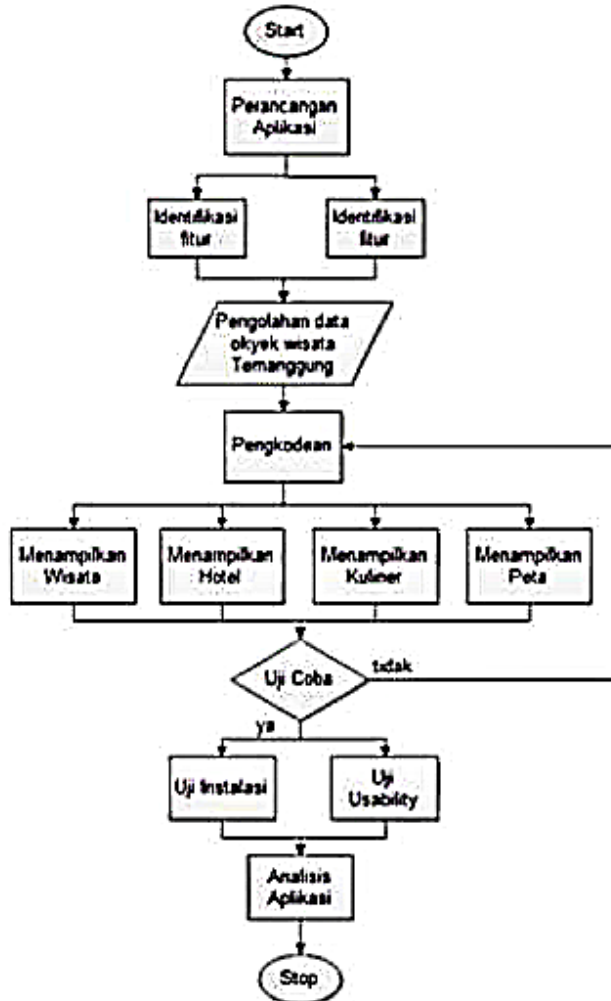 Start
Perancangan
Aplikasi
Identifikasi
fitur
Identifikasi
fitur
Pengolahan data
okyek wisata
Temanggung
Pengkodean
Menampilkan
Wisata
Menampilkan
Hotel
Menampilkan
Kuliner
Menampilkan
Peta
Uji Coba
tidak
ya
Uji Instalasi
Uji
Usability
Analisis
Aplikasi
Stop